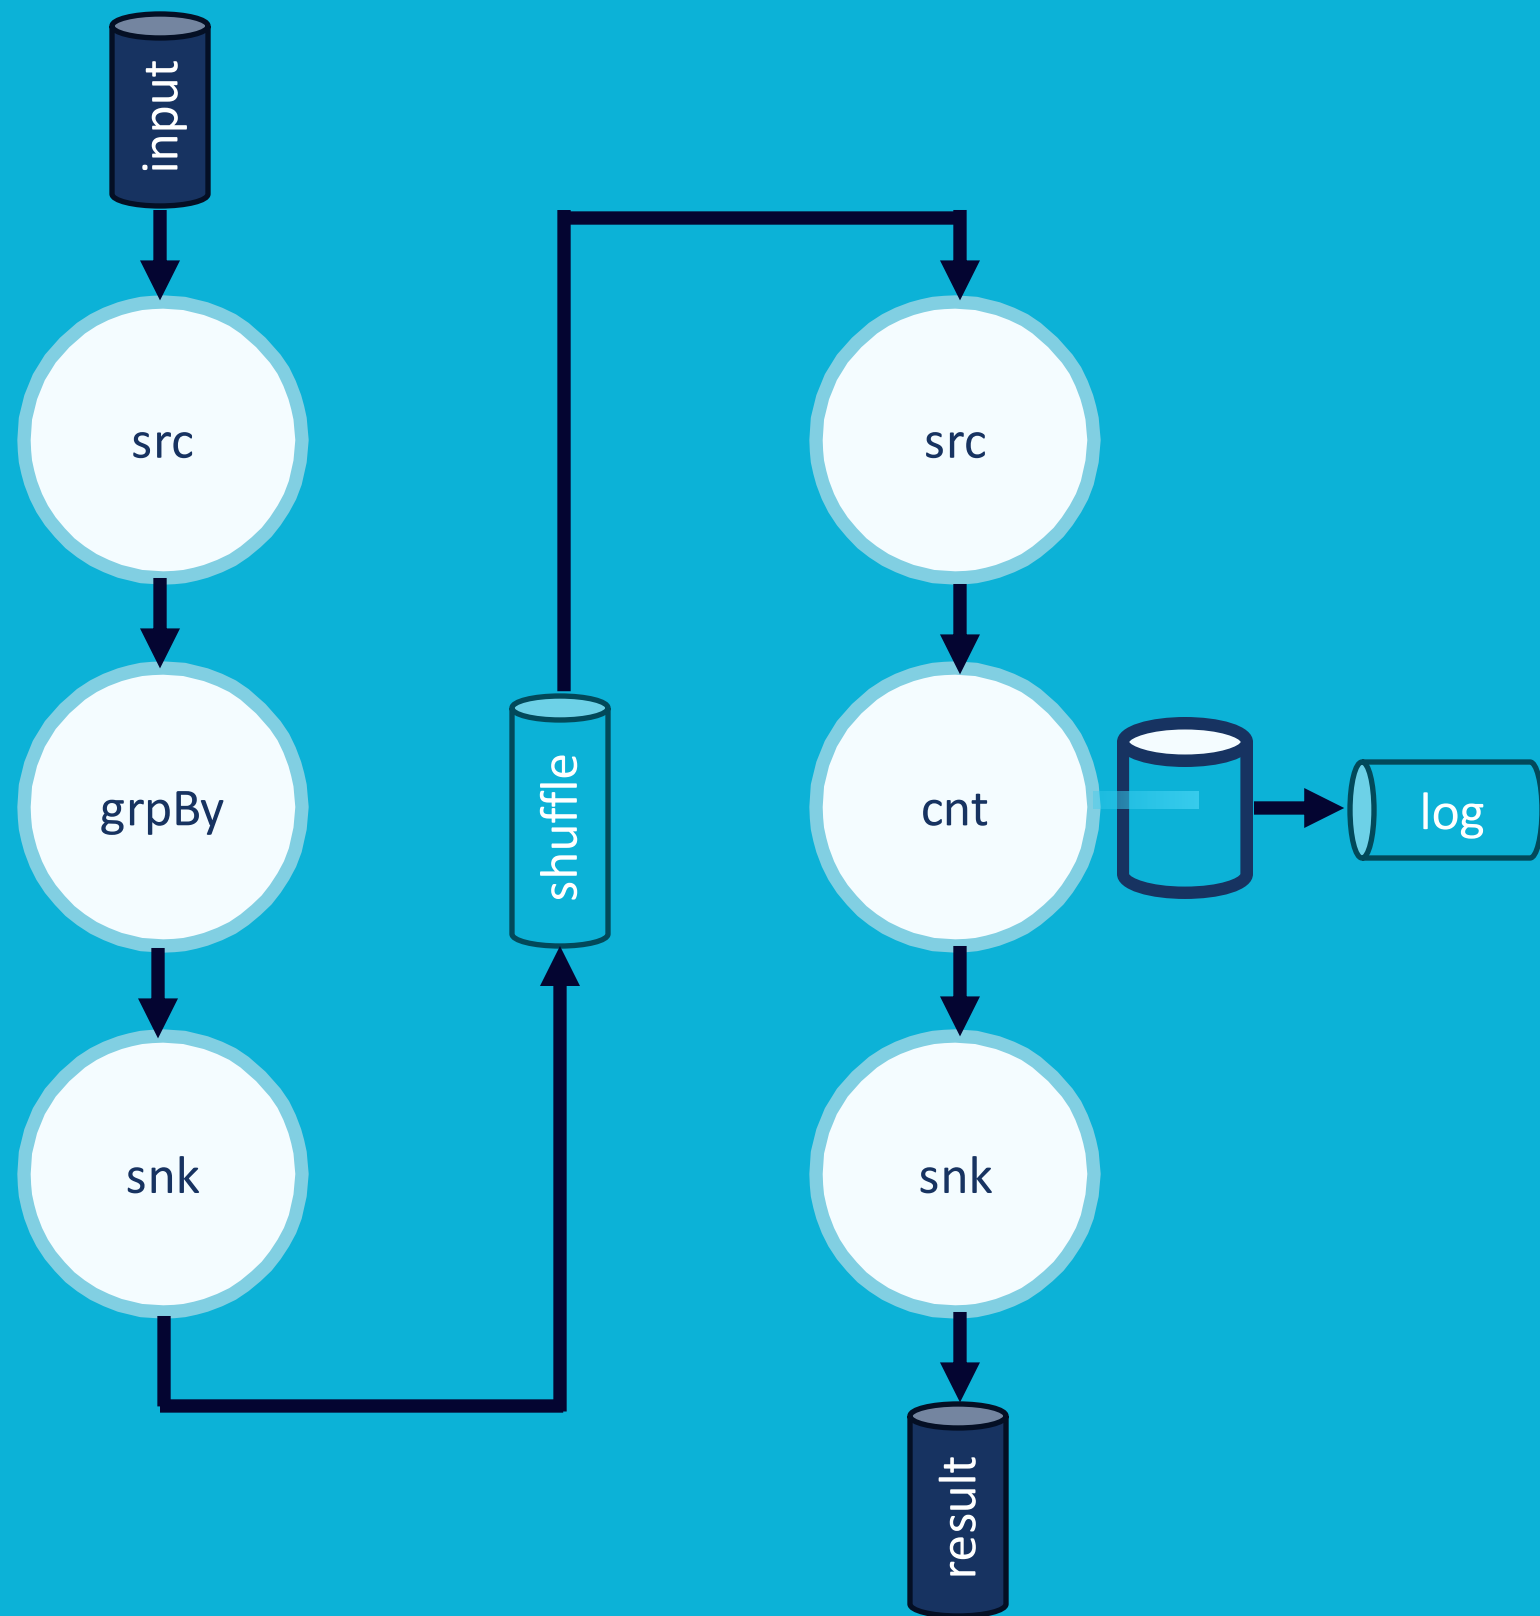 input
src
grpBy
snk
shuffle
src
cnt
log
snk
result